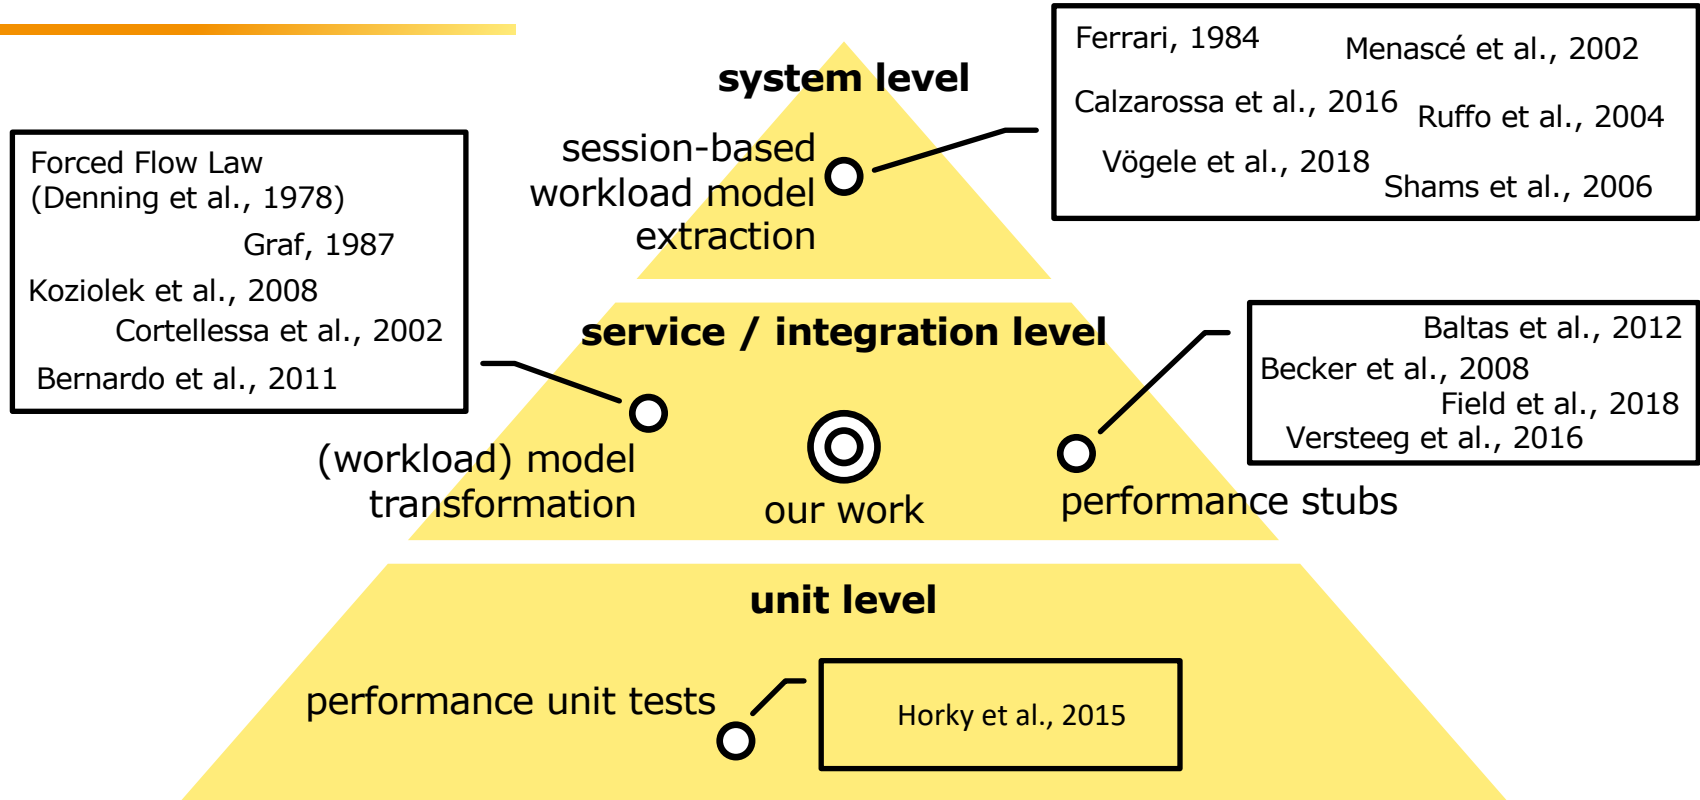 system level
session-based
workload model
extraction
Ferrari, 1984
Menascé et al., 2002
Calzarossa et al., 2016
Ruffo et al., 2004
Vögele et al., 2018
Shams et al., 2006
Forced Flow Law
(Denning et al., 1978)
Graf, 1987
Koziolek et al., 2008
Cortellessa et al., 2002
Bernardo et al., 2011
service / integration level
(workload) model
transformation
our work
performance stubs
Baltas et al., 2012
Becker et al., 2008
Field et al., 2018
Versteeg et al., 2016
unit level
performance unit tests
Horky et al., 2015